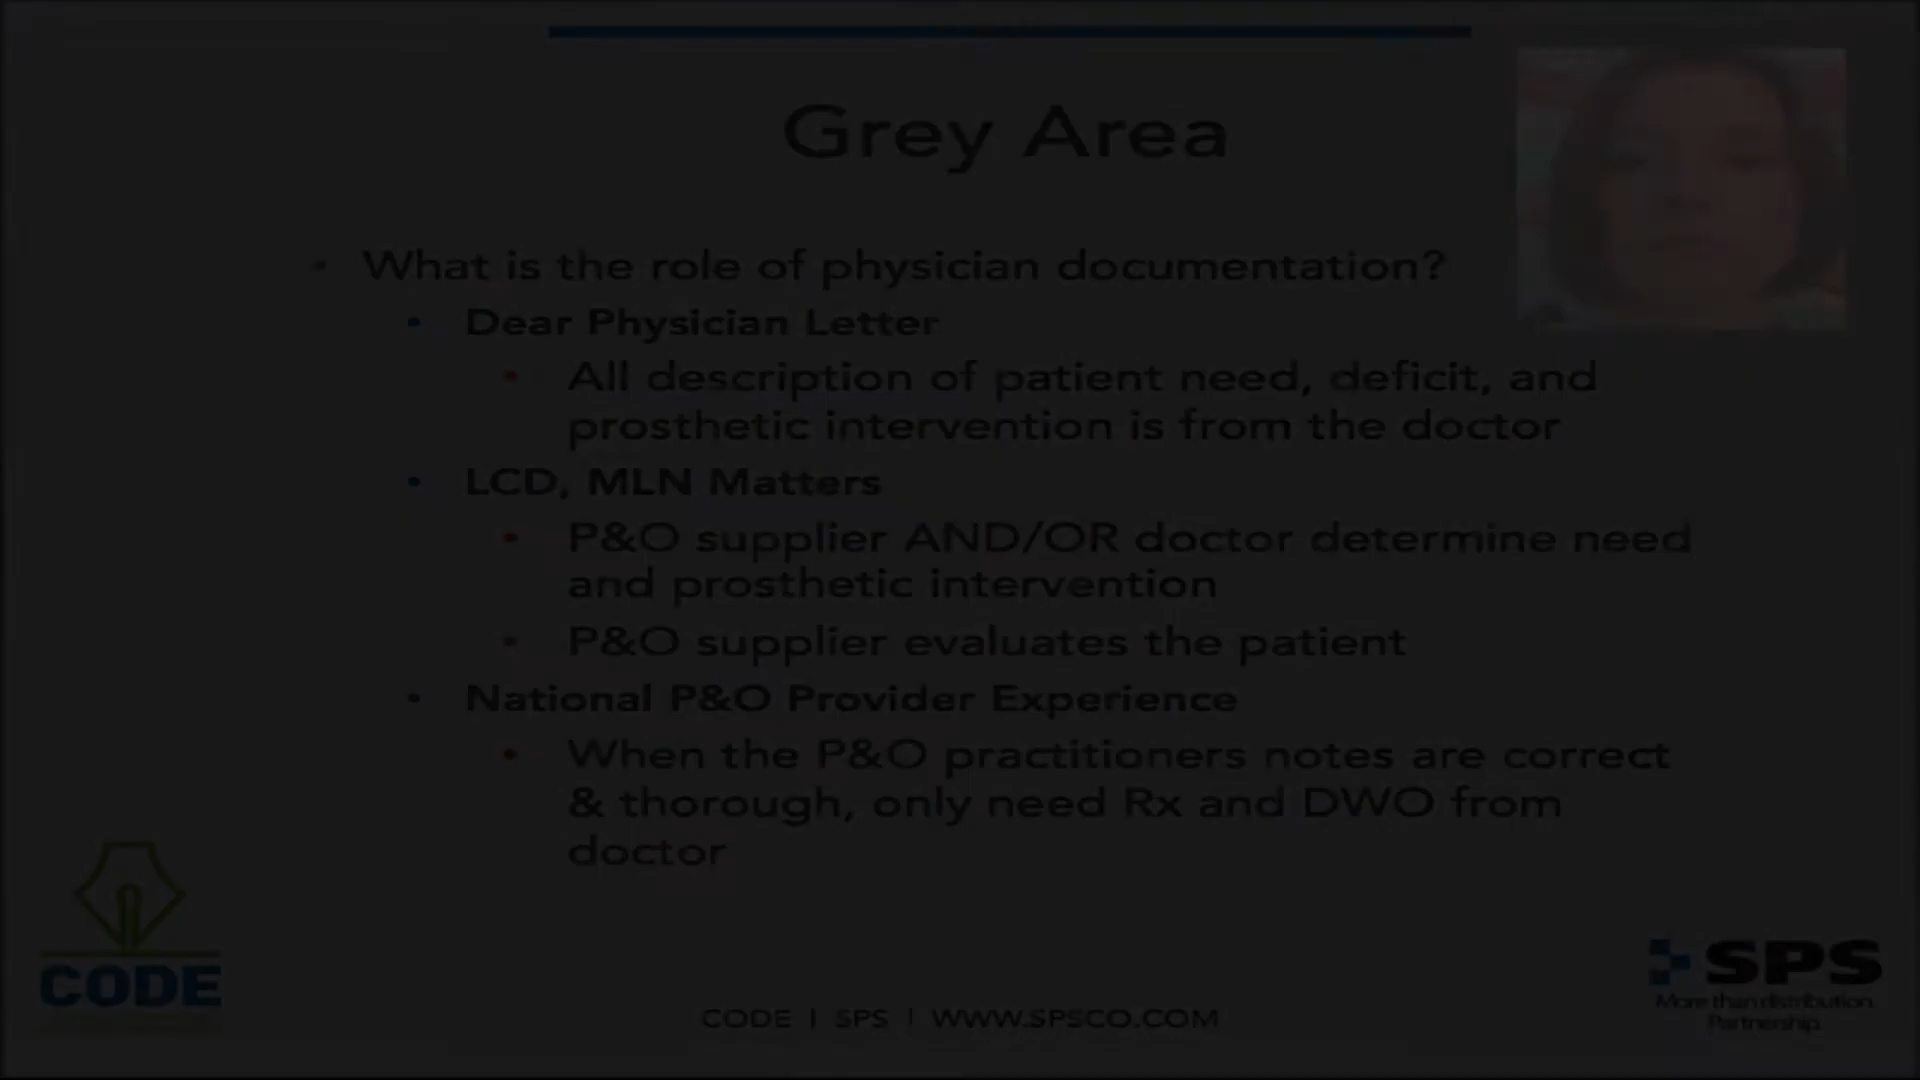 Grey Area
• What is the role of physician documentation?
• Dear Physician Letter
• All description of patient need, deficit, and
prosthetic intervention is from the doctor
• LCD, MLN Matters
• P&O supplier AND/OR doctor determine need
and prosthetic intervention
• P&O supplier evaluates the patient
• National P&O Provider Experience
• When the P&O practitioners notes are correct
& thorough, only need Rx and DWO from
doctor
CODE
CODE | SPS | WWW.SPSCO.COM
SPS
More than distribution.
Partnership.